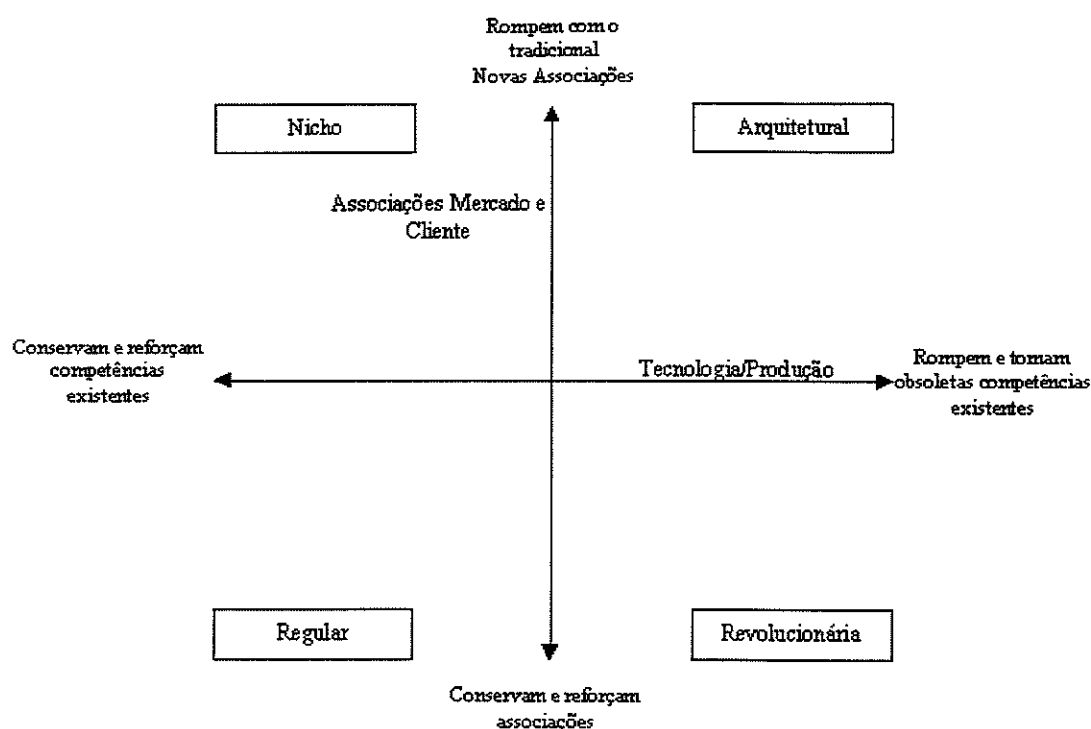 Rompem com o
tradicional
Novas Associações
Nicho
Arquitetural
Associações Mercado e
Cliente
Conservam e reforçam
competências
existentes
Tecnologia/Produção
Rompem e tornam
obsoletas competências
existentes
Regular
Revolucionária
Conservam e reforçam
associações